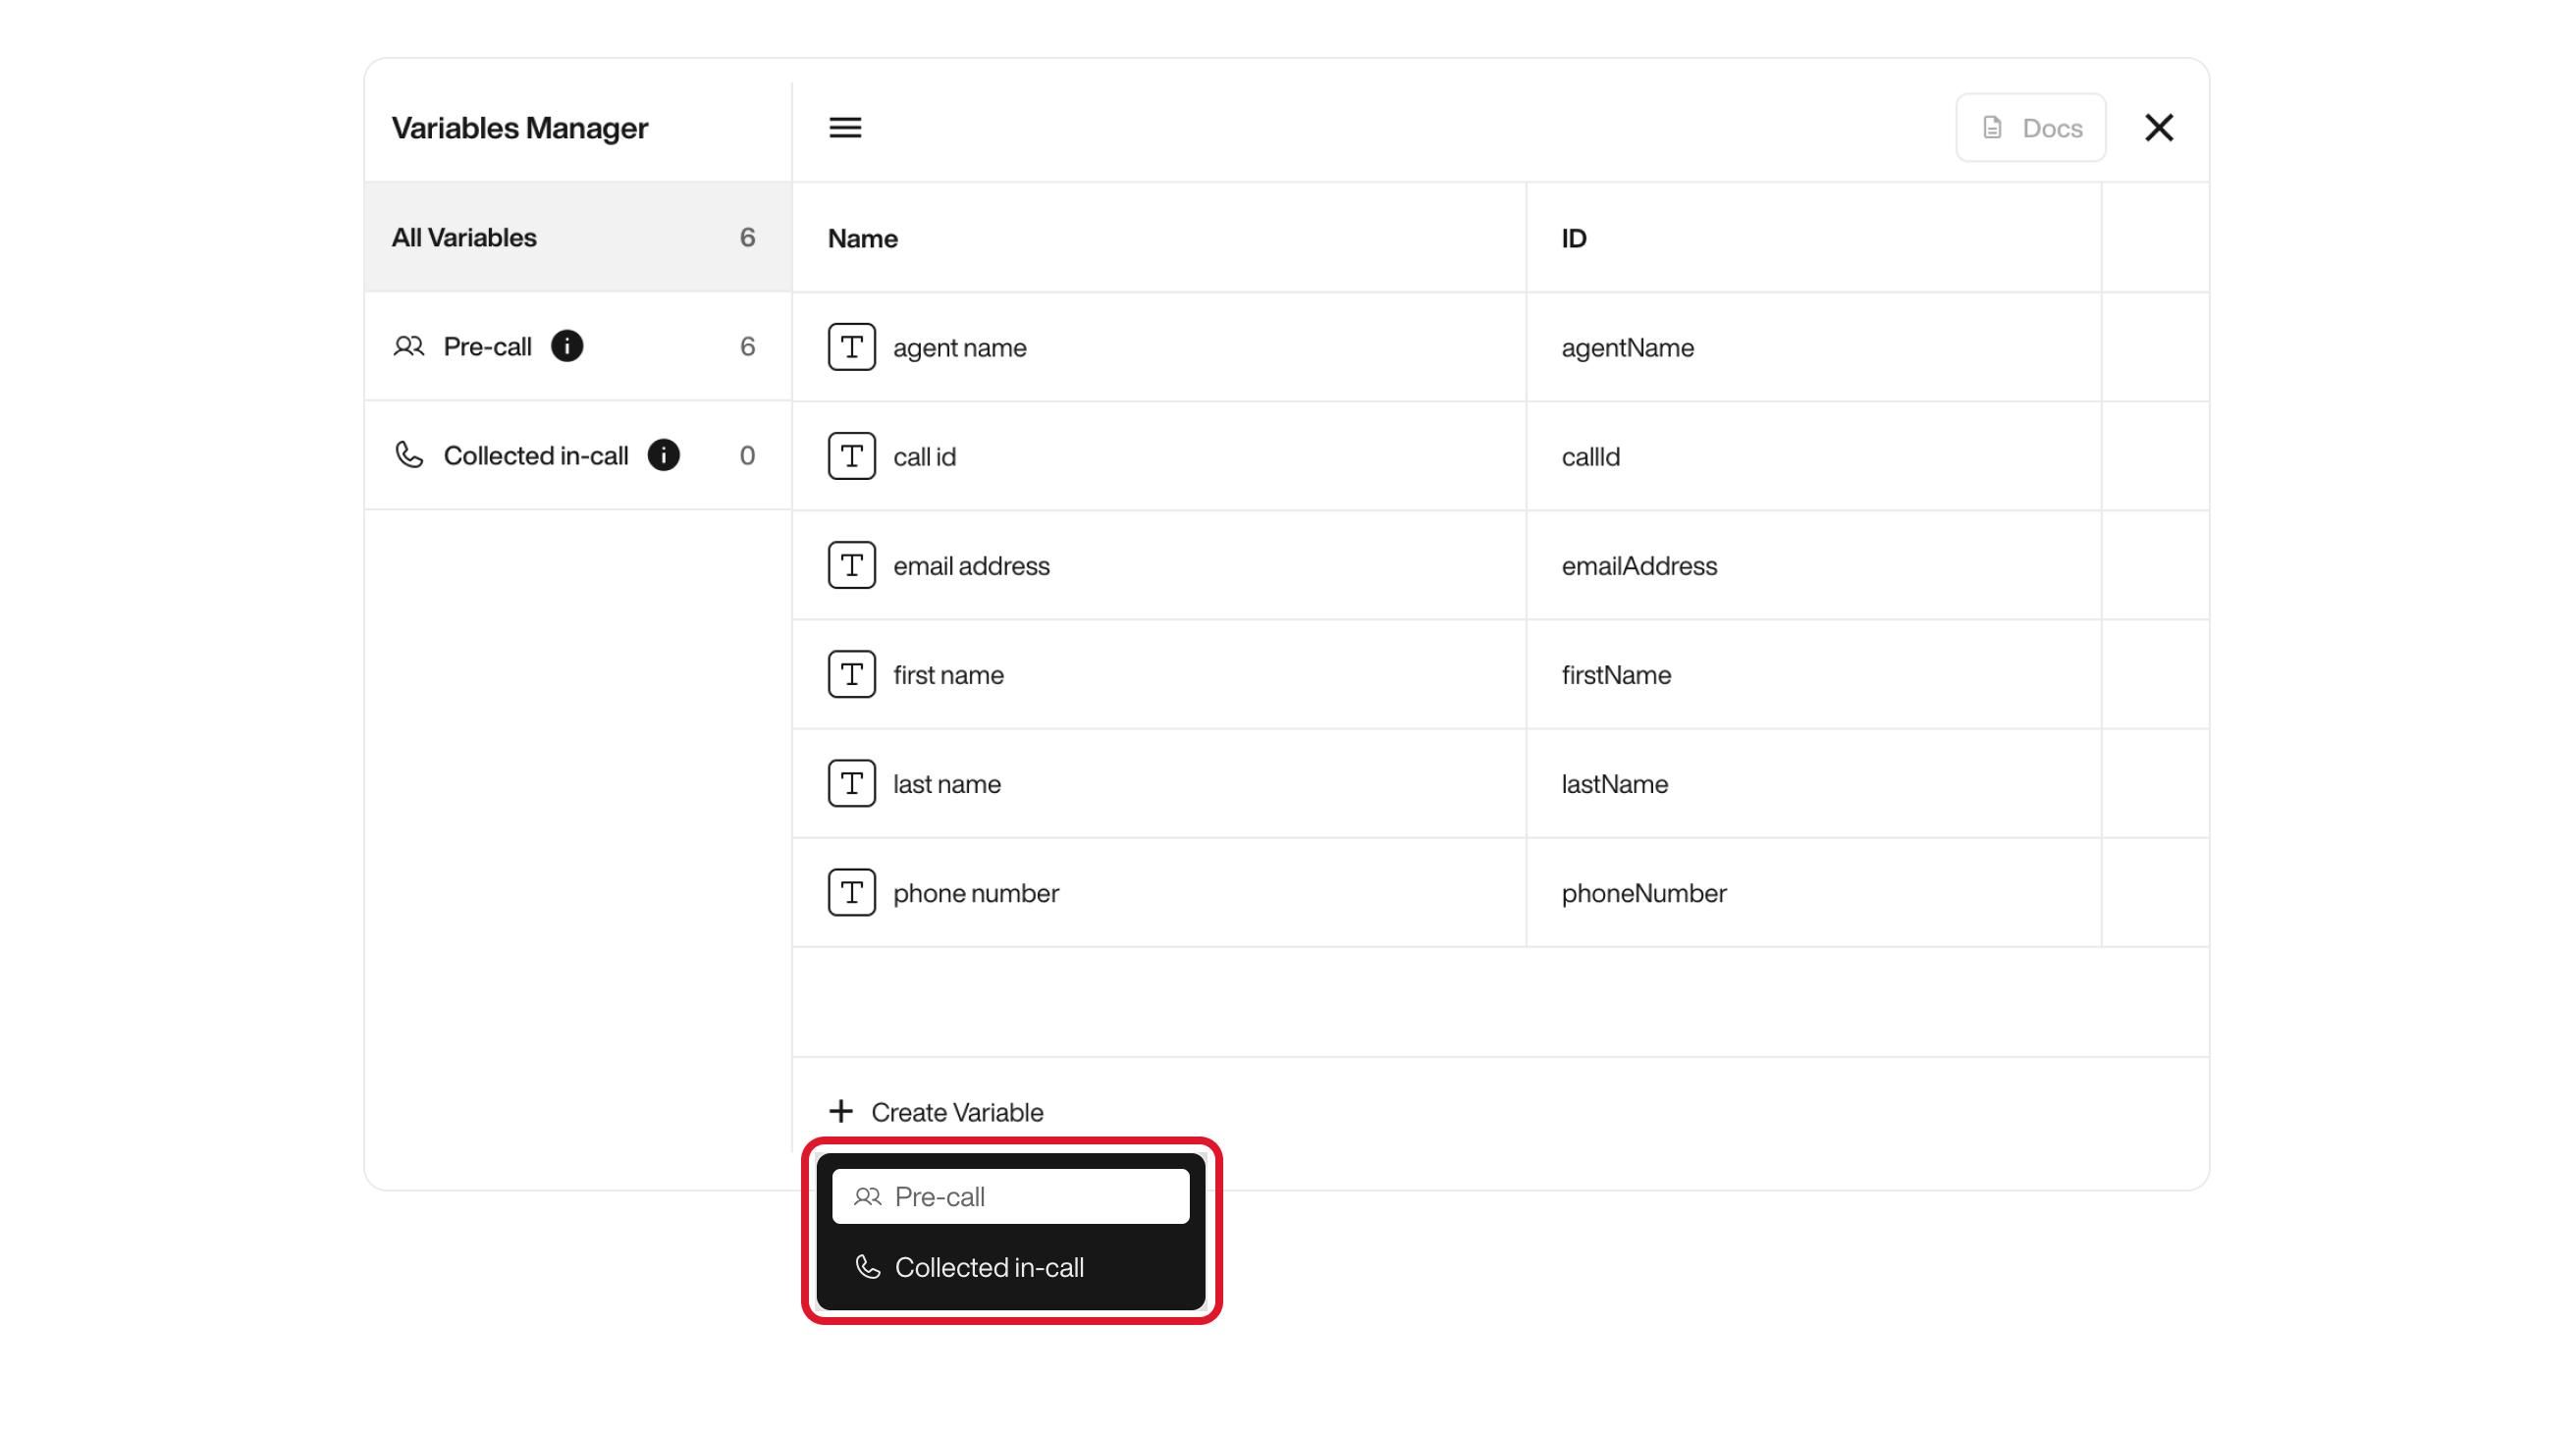 Variables Manager
Docs
All Variables 6
Pre-call 6
Collected in-call 0
Name ID
agent name agentName
call id callId
email address emailAddress
first name firstName
last name lastName
phone number phoneNumber
Create Variable
Pre-call
Collected in-call